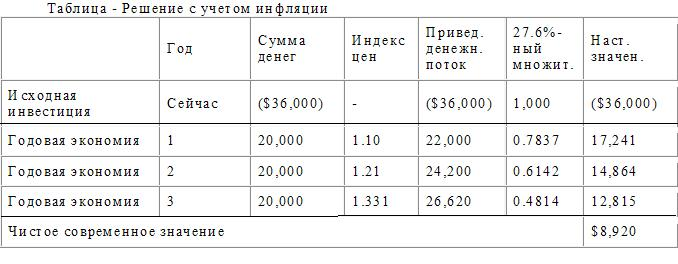 Таблица - Решение с учетом инфляции
Год Сумма денег Индекс цен Привед. денежн. поток 27.6%-ный множит. Наст. значен.
Исходная инвестиция Сейчас ($36,000) - ($36,000) 1,000 ($36,000)
Годовая экономия 1 20,000 1.10 22,000 0.7837 17,241
Годовая экономия 2 20,000 1.21 24,200 0.6142 14,864
Годовая экономия 3 20,000 1.331 26,620 0.4814 12,815
Чистое современное значение $8,920